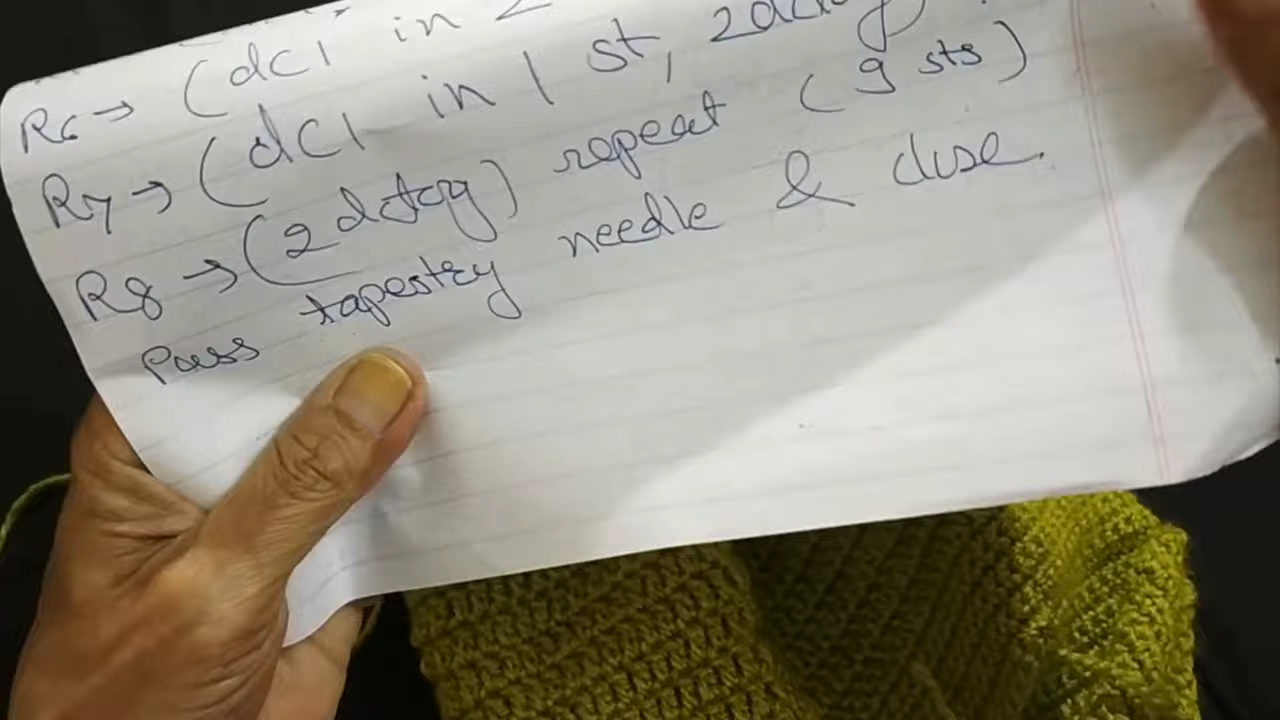 R6 → (dc1 in 2
R7 → (dc1 in 1 st, 2dctog)
R8 → (2 dctog) repeat (9 sts)
Pass tapestry needle & close.